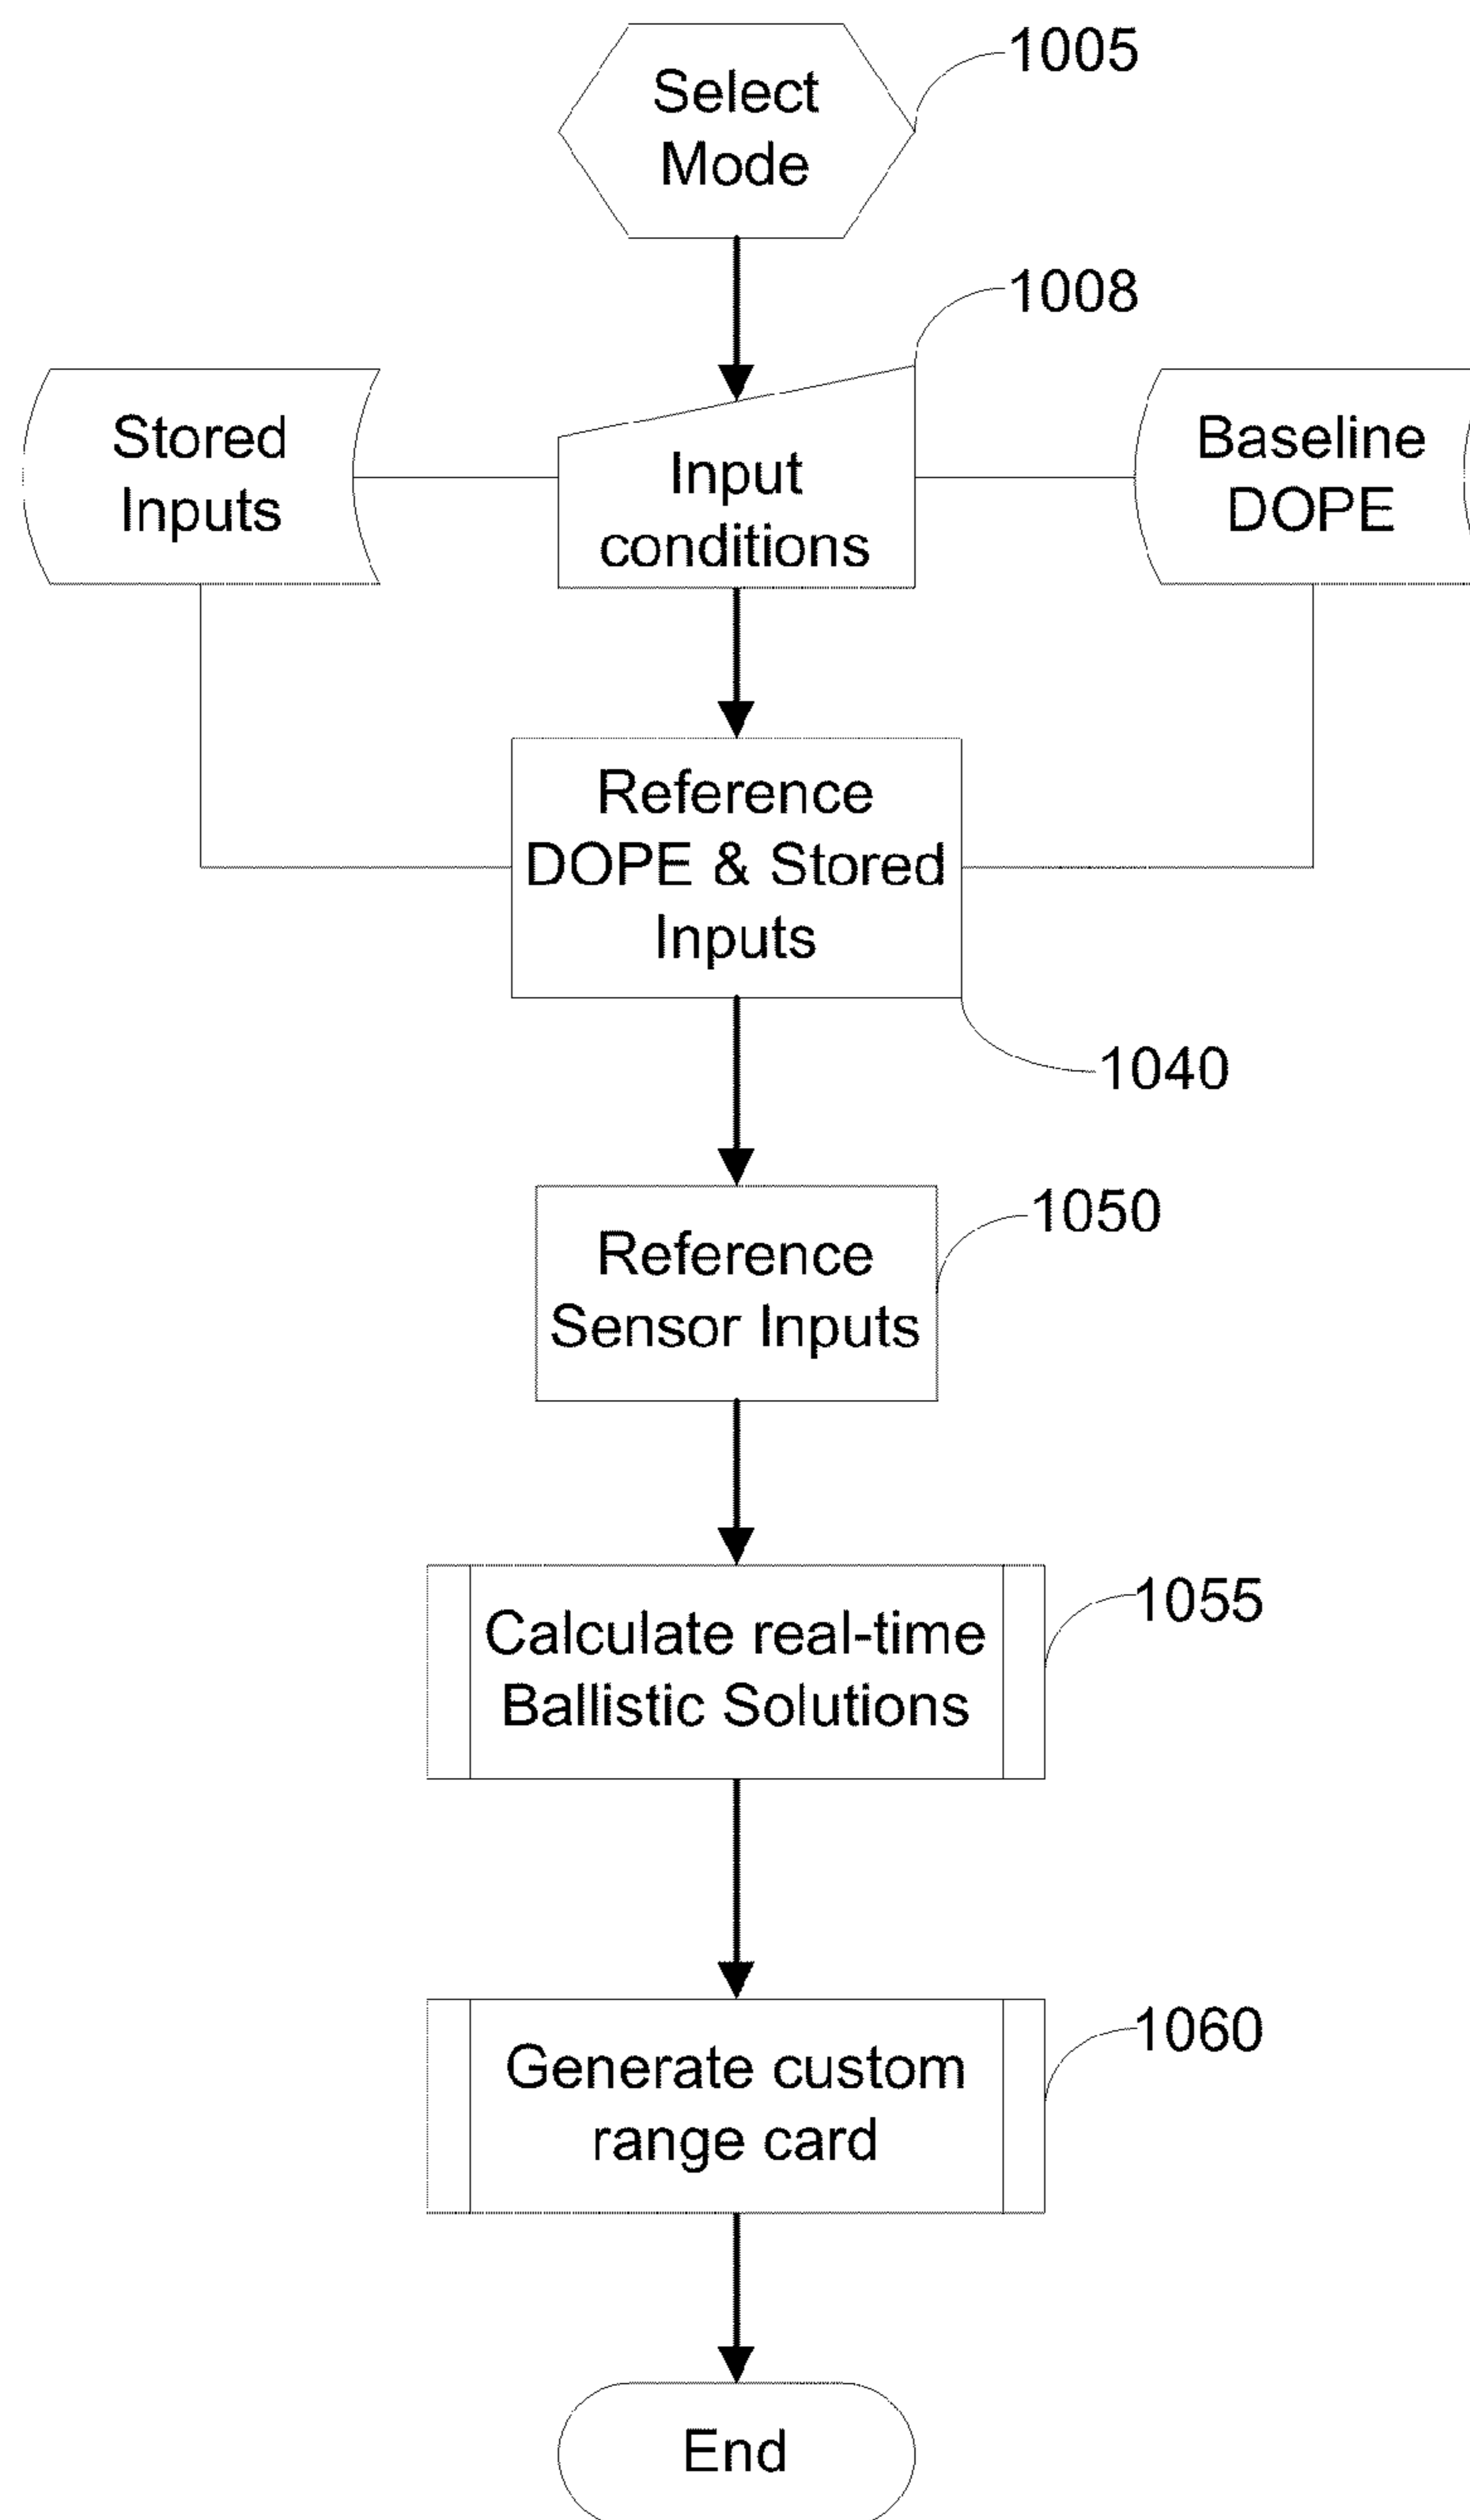 Select
Mode
1005
1008
Stored
Inputs
Input
conditions
Baseline
DOPE
Reference
DOPE & Stored
Inputs
1040
Reference
Sensor Inputs
1050
Calculate real-time
Ballistic Solutions
1055
Generate custom
range card
1060
End